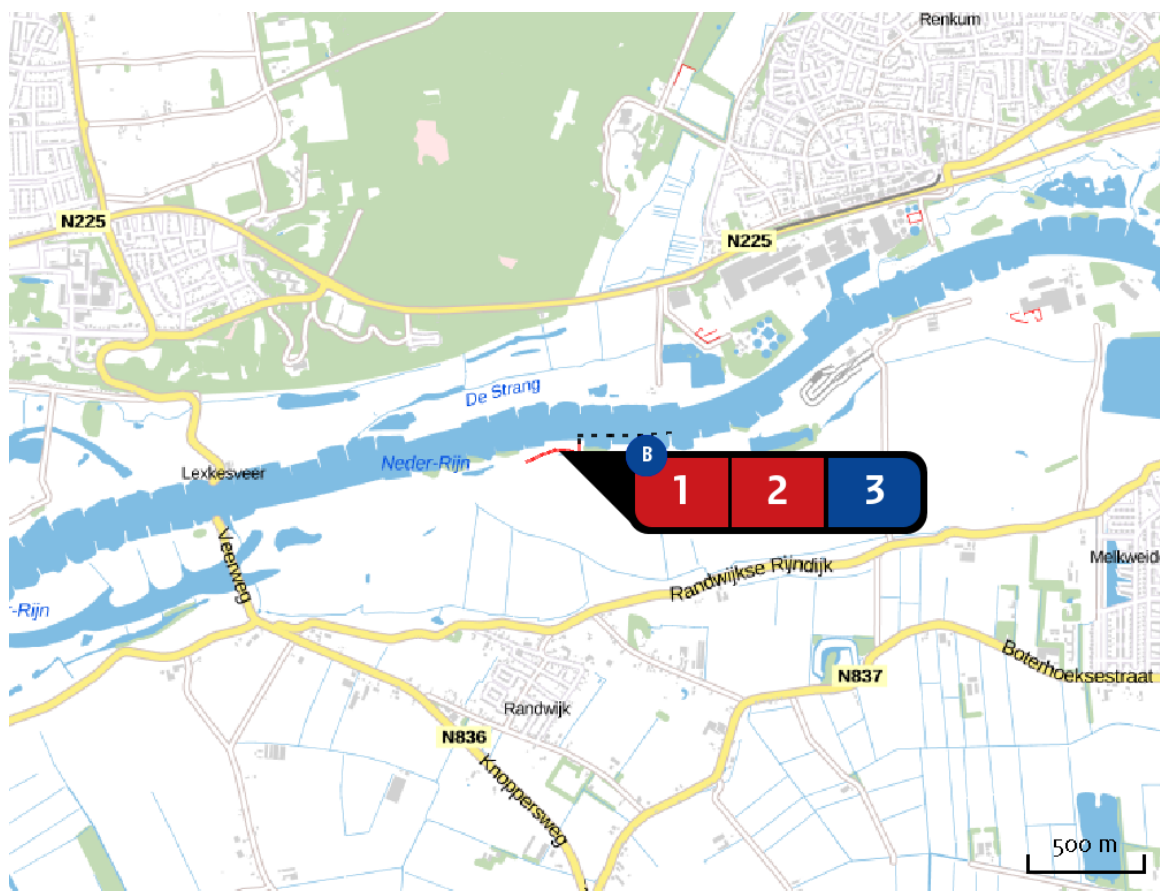 Renkum
N225
N225
De Strang
Neder-Rijn
Lexkesveer
B
1 2 3
Veerweg
Randwijkse Rijndijk
Melkweide
-Rijn
N837
Boterhoeksestraat
Randwijk
N836
Knoppersweg
500 m